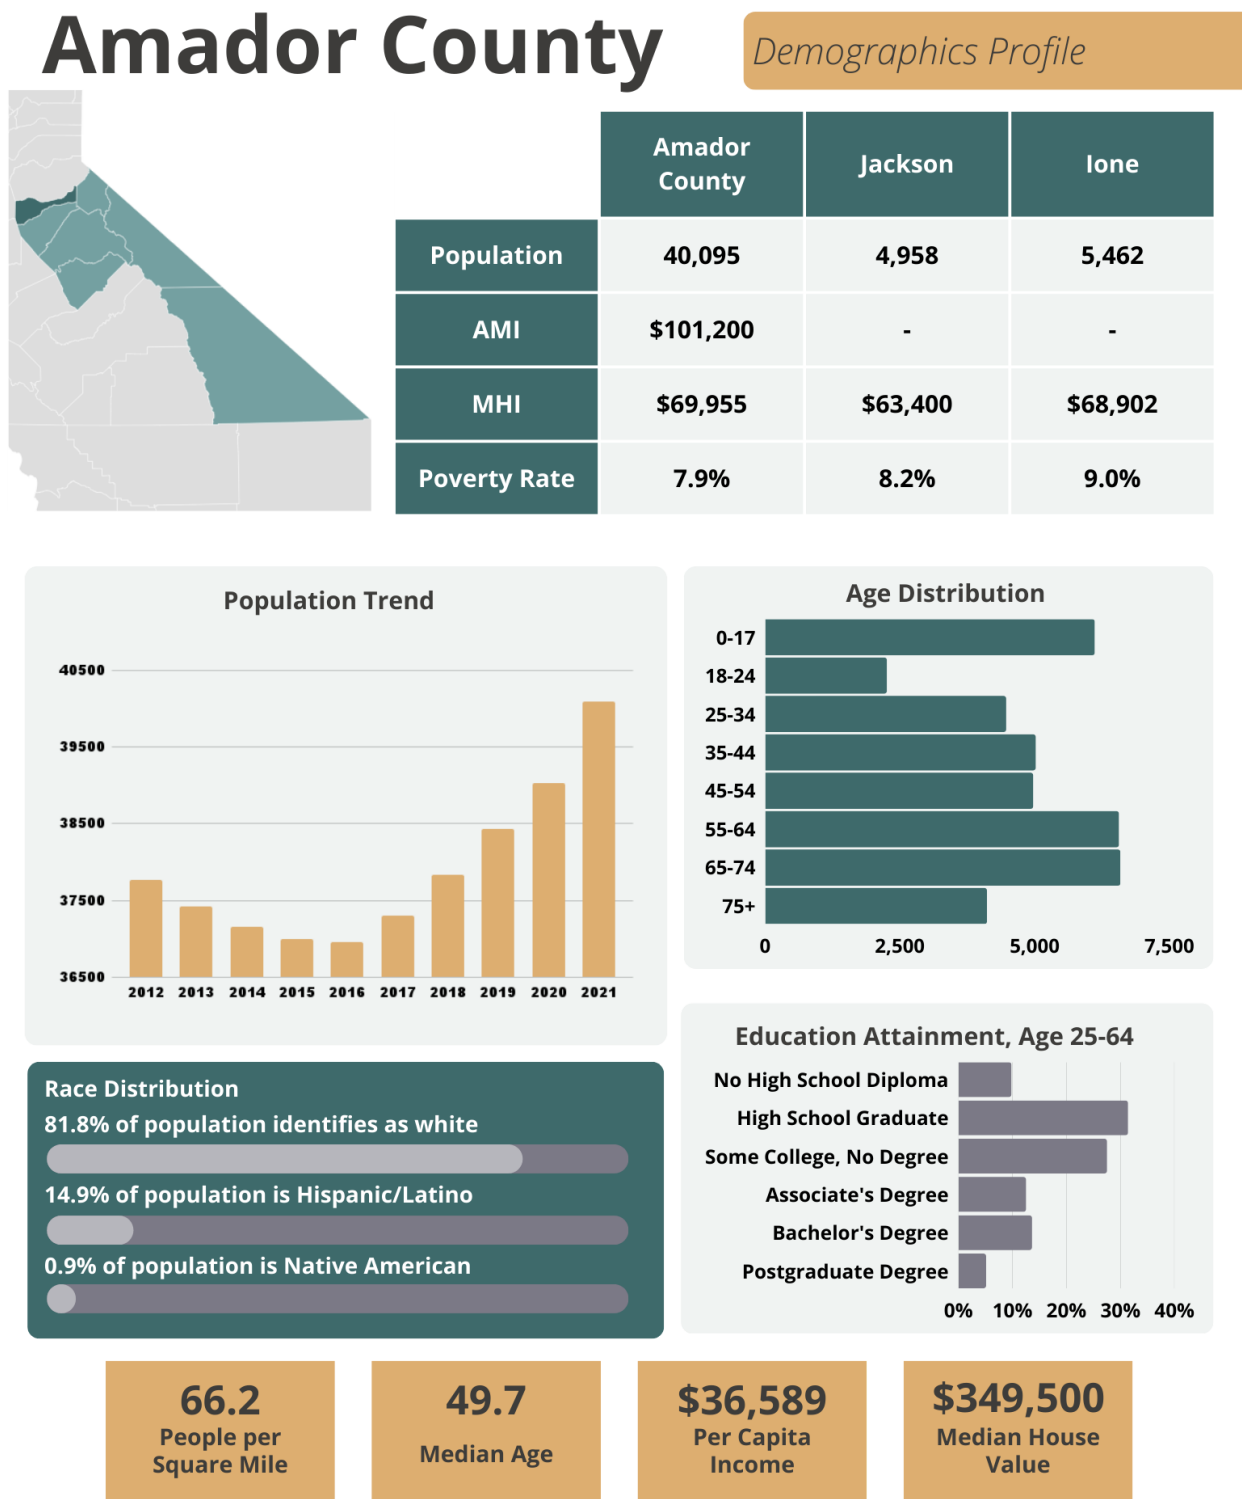 Amador County
Demographics Profile
Amador County
Jackson
Ione
Population
40,095
4,958
5,462
AMI
$101,200
-
-
MHI
$69,955
$63,400
$68,902
Poverty Rate
7.9%
8.2%
9.0%
Population Trend
40500
39500
38500
37500
36500
2012 2013 2014 2015 2016 2017 2018 2019 2020 2021
Age Distribution
0-17
18-24
25-34
35-44
45-54
55-64
65-74
75+
0 2,500 5,000 7,500
Race Distribution
81.8% of population identifies as white
14.9% of population is Hispanic/Latino
0.9% of population is Native American
Education Attainment, Age 25-64
No High School Diploma
High School Graduate
Some College, No Degree
Associate's Degree
Bachelor's Degree
Postgraduate Degree
0% 10% 20% 30% 40%
66.2
People per
Square Mile
49.7
Median Age
$36,589
Per Capita
Income
$349,500
Median House
Value